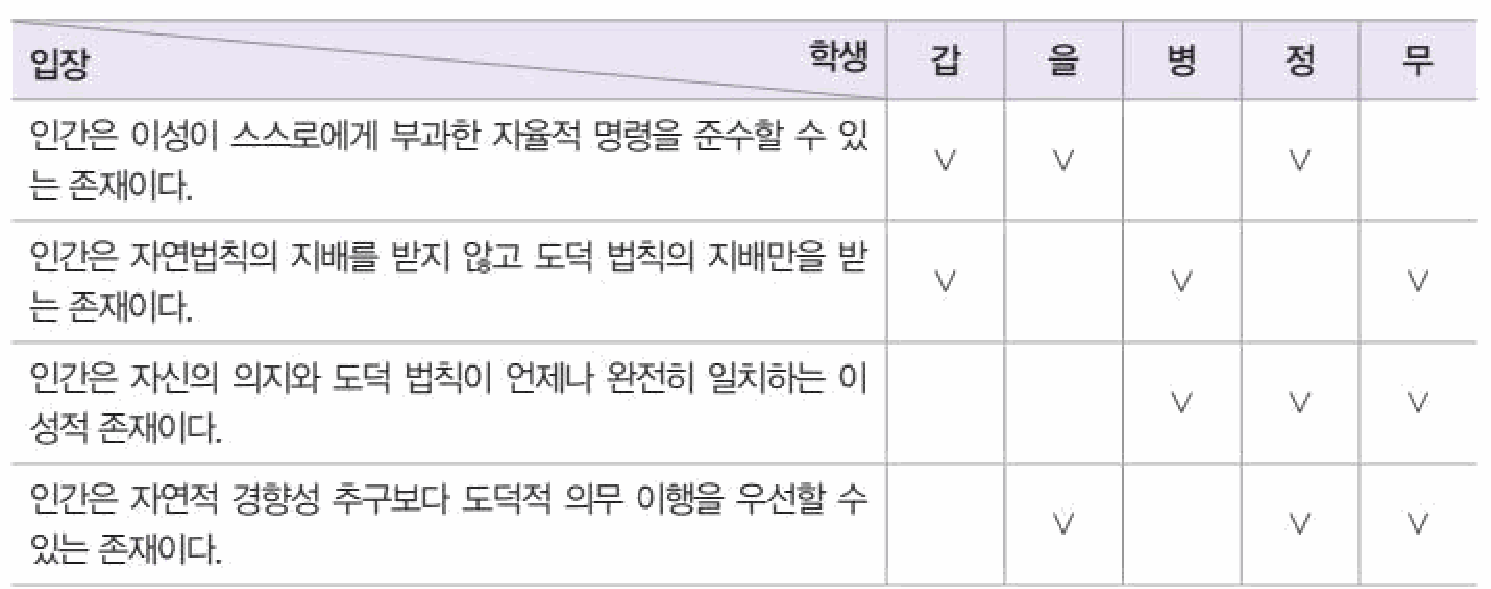 입장 학생 갑 을 병 정 무
인간은 이성이 스스로에게 부과한 자율적 명령을 준수할 수 있
는 존재이다. ∨ ∨ ∨
인간은 자연법칙의 지배를 받지 않고 도덕 법칙의 지배만을 받
는 존재이다. ∨ ∨ ∨
인간은 자신의 의지와 도덕 법칙이 언제나 완전히 일치하는 이
성적 존재이다. ∨ ∨ ∨
인간은 자연적 경향성 추구보다 도덕적 의무 이행을 우선할 수
있는 존재이다. ∨ ∨ ∨